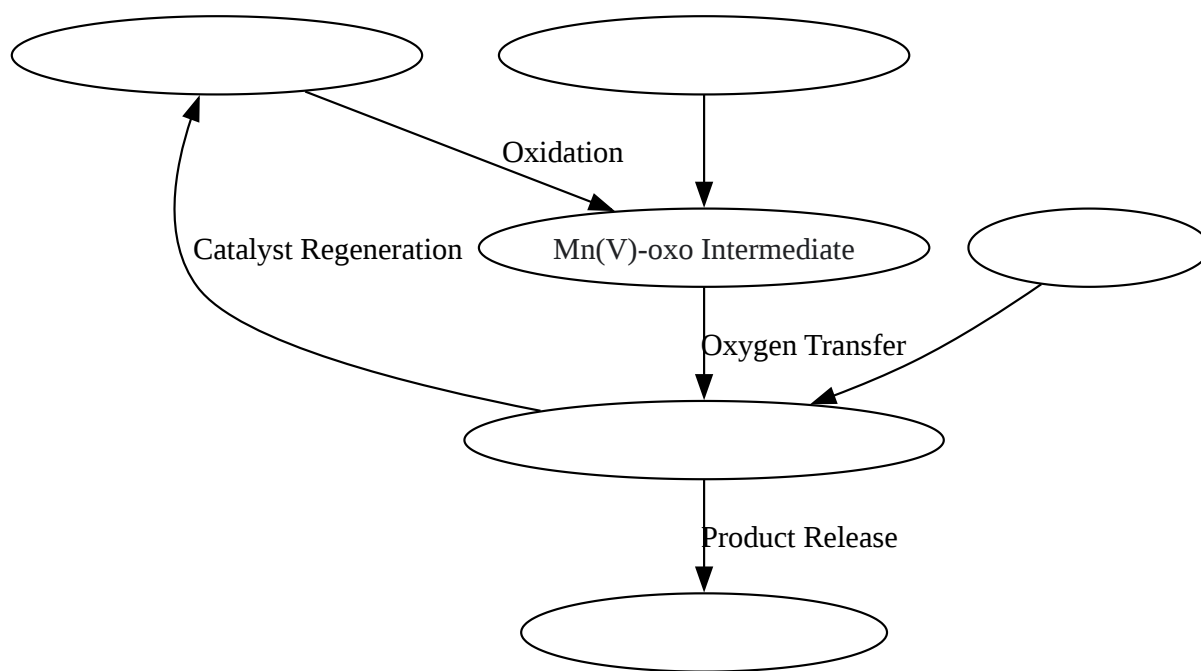 Oxidation
Catalyst Regeneration
Mn(V)-oxo Intermediate
Oxygen Transfer
Product Release